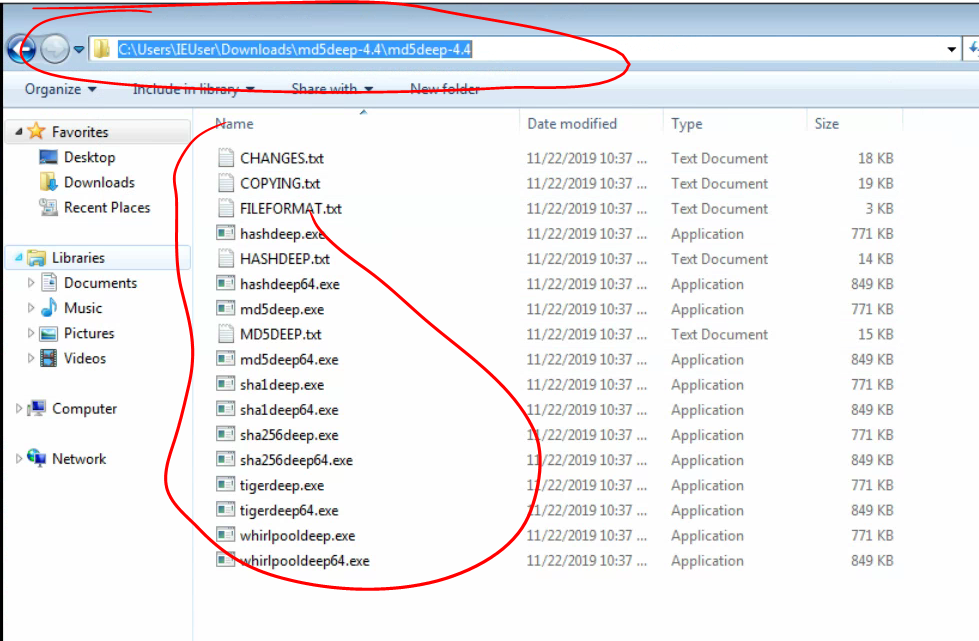 C:\Users\IEUser\Downloads\md5deep-4.4\md5deep-4.4
Organize Include in library Share with New folder
Favorites
Desktop
Downloads
Recent Places
Libraries
Documents
Music
Pictures
Videos
Computer
Network
Name Date modified Type Size
CHANGES.txt 11/22/2019 10:37 ... Text Document 18 KB
COPYING.txt 11/22/2019 10:37 ... Text Document 19 KB
FILEFORMAT.txt 11/22/2019 10:37 ... Text Document 3 KB
hashdeep.exe 11/22/2019 10:37 ... Application 771 KB
HASHDEEP.txt 11/22/2019 10:37 ... Text Document 14 KB
hashdeep64.exe 11/22/2019 10:37 ... Application 849 KB
md5deep.exe 11/22/2019 10:37 ... Application 771 KB
MD5DEEP.txt 11/22/2019 10:37 ... Text Document 15 KB
md5deep64.exe 11/22/2019 10:37 ... Application 849 KB
sha1deep.exe 11/22/2019 10:37 ... Application 771 KB
sha1deep64.exe 11/22/2019 10:37 ... Application 849 KB
sha256deep.exe 11/22/2019 10:37 ... Application 771 KB
sha256deep64.exe 11/22/2019 10:37 ... Application 849 KB
tigerdeep.exe 11/22/2019 10:37 ... Application 771 KB
tigerdeep64.exe 11/22/2019 10:37 ... Application 849 KB
whirlpooldeep.exe 11/22/2019 10:37 ... Application 771 KB
whirlpooldeep64.exe 11/22/2019 10:37 ... Application 849 KB